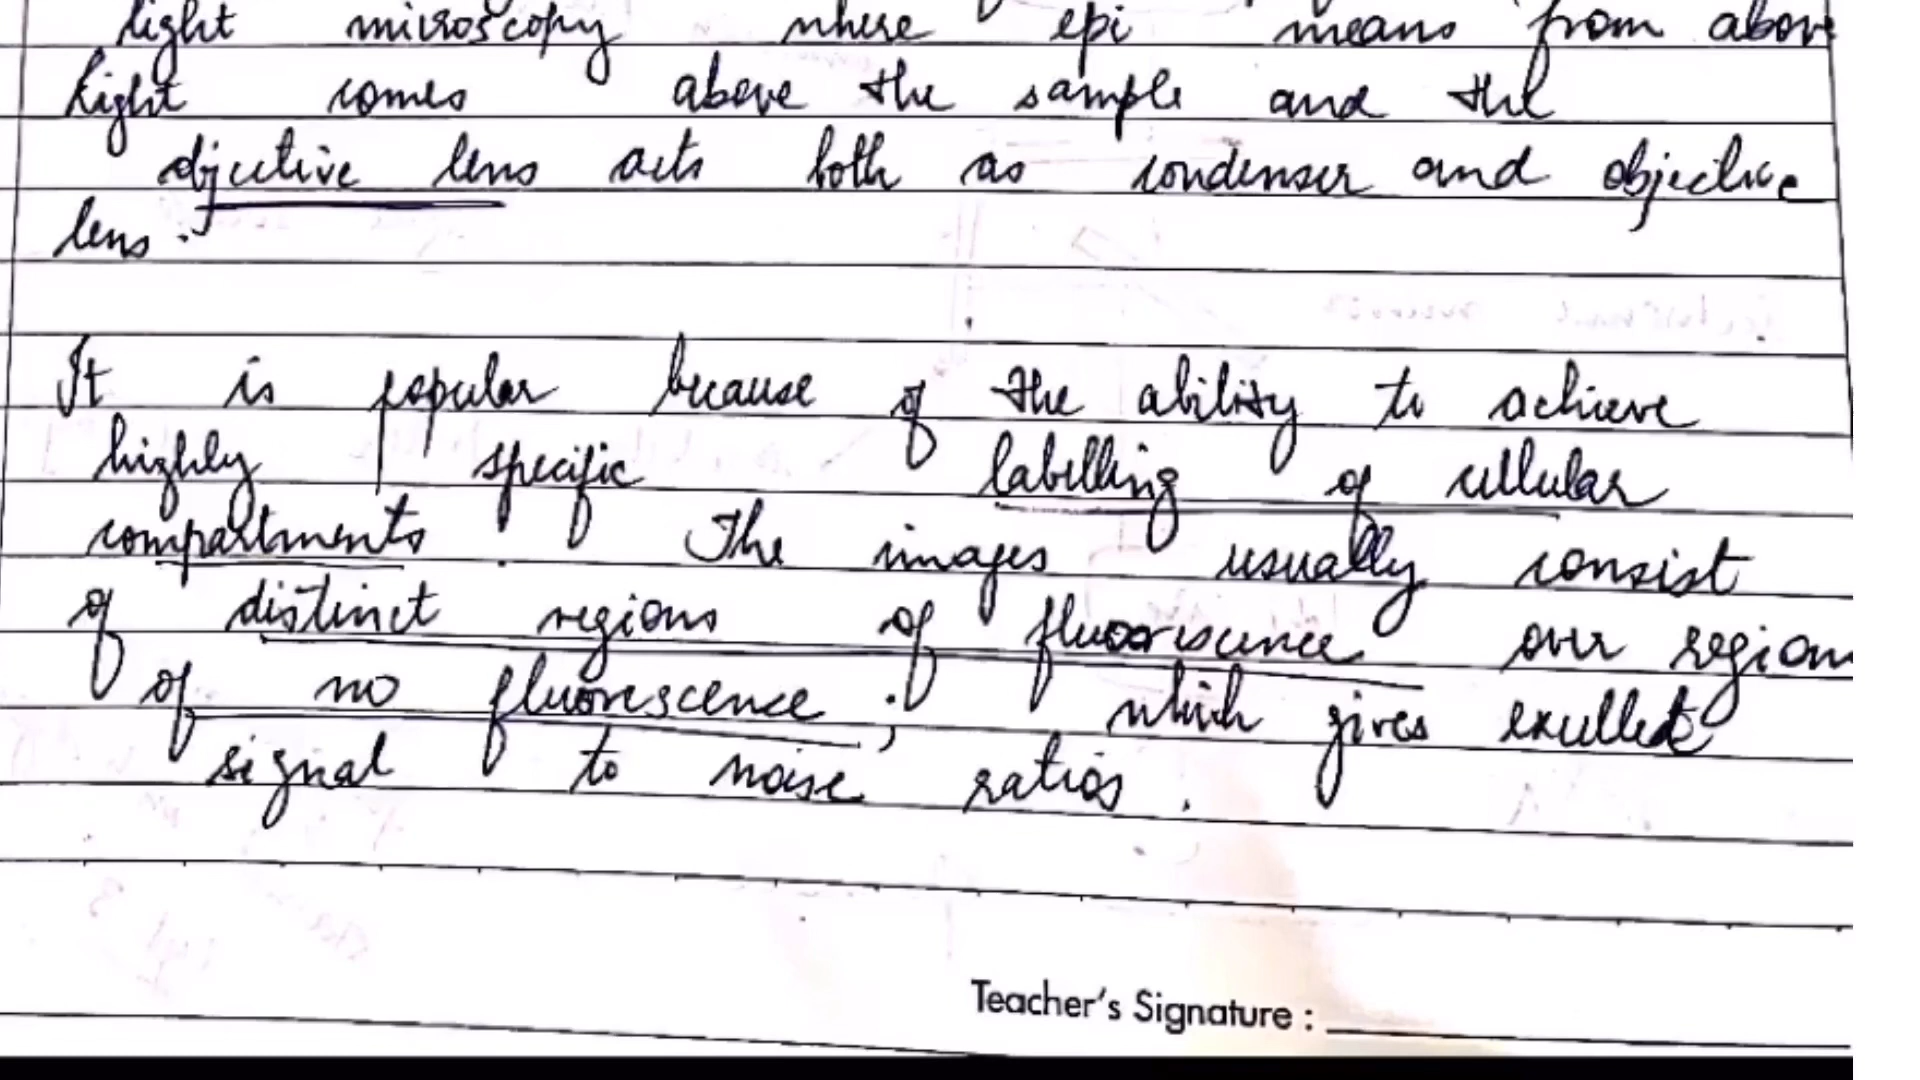 light microscopy where epi means from above
light comes above the sample and the
objective lens acts both as condenser and objective
lens.
It is popular because of the ability to achieve
highly specific labelling of cellular
compartments. The images usually consist
of distinct regions of fluorescence over region
of no fluorescence, which gives excellect
signal to noise ratios.
Teacher's Signature :